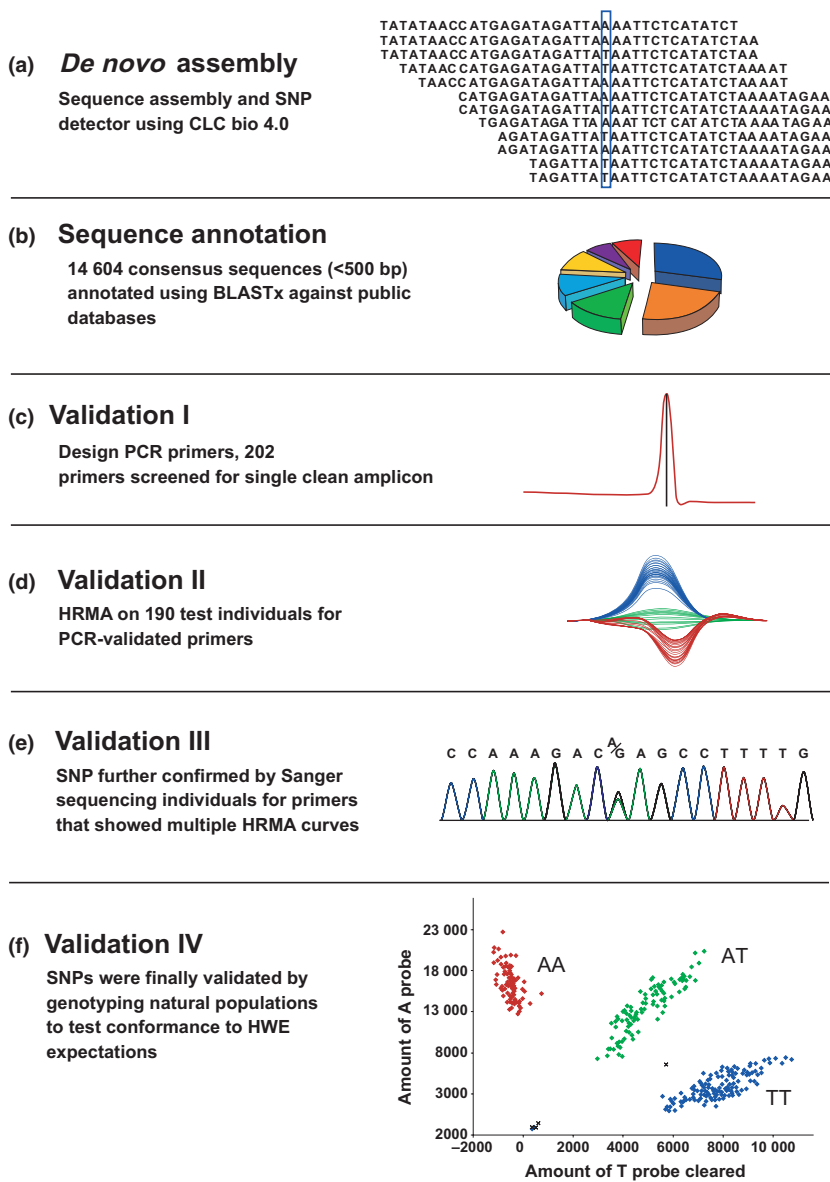 (a) De novo assembly
Sequence assembly and SNP
detector using CLC bio 4.0
TATATAACCATGAGATAGATTAAAATTCTCATATCT
TATATAACCATGAGATAGATTAAAATTCTCATATCTAA
TATATAACCATGAGATAGATTATAATTCTCATATCTAA
TATAACCATGAGATAGATTATAATTCTCATATCTAAAAT
TAACCATGAGATAGATTAAAATTCTCATATCTAAAAT
CATGAGATAGATTAAAATTCTCATATCTAAAATAGAA
CATGAGATAGATTATAATTCTCATATCTAAAATAGAA
TGAGATAGATTAAAATTCTCATATCTAAAATAGAA
AGATAGATTATAATTCTCATATCTAAAATAGAA
AGATAGATTAAAATTCTCATATCTAAAATAGAA
TAGATTATAATTCTCATATCTAAAATAGAA
TAGATTATAATTCTCATATCTAAAATAGAA
(b) Sequence annotation
14 604 consensus sequences (<500 bp)
annotated using BLASTx against public
databases
(c) Validation I
Design PCR primers, 202
primers screened for single clean amplicon
(d) Validation II
HRMA on 190 test individuals for
PCR-validated primers
(e) Validation III
SNP further confirmed by Sanger
sequencing individuals for primers
that showed multiple HRMA curves
C C A A A G A C A/G A G C C T T T T G
(f) Validation IV
SNPs were finally validated by
genotyping natural populations
to test conformance to HWE
expectations
Amount of A probe
23 000
18 000
13 000
8000
3000
2000
AA
AT
TT
–2000 0 2000 4000 6000 8000 10 000
Amount of T probe cleared